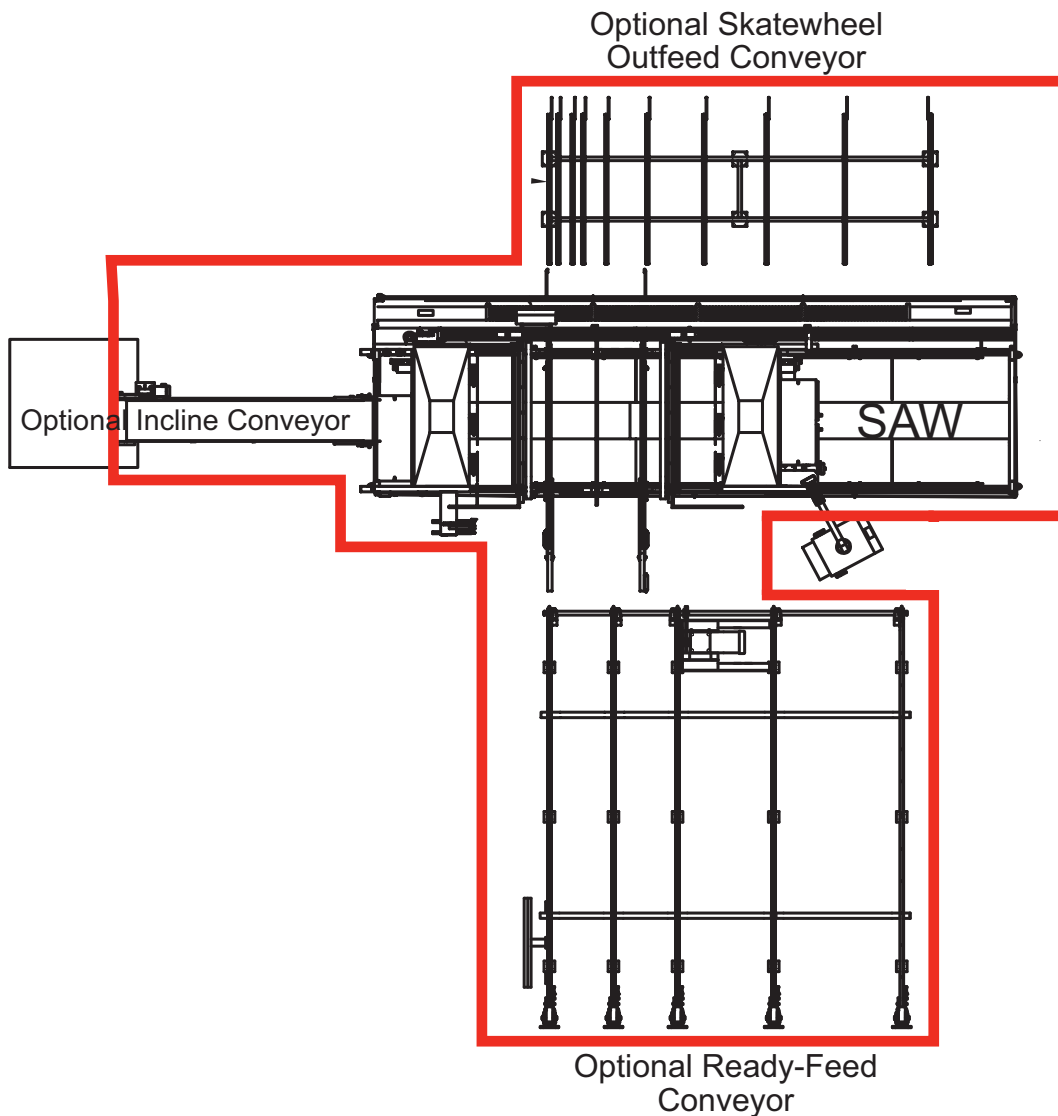 Optional Skatewheel
Outfeed Conveyor
Optional Incline Conveyor
SAW
Optional Ready-Feed
Conveyor